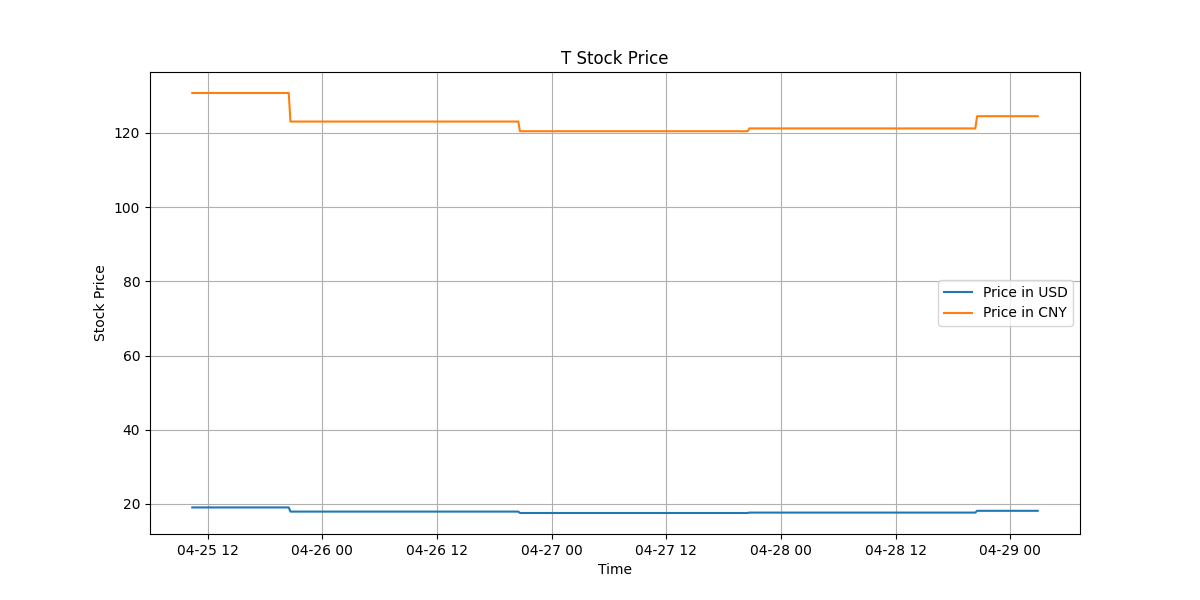 T Stock Price
Stock Price
120
100
80
60
40
20
Price in USD
Price in CNY
04-25 12
04-26 00
04-26 12
04-27 00
04-27 12
04-28 00
04-28 12
04-29 00
Time